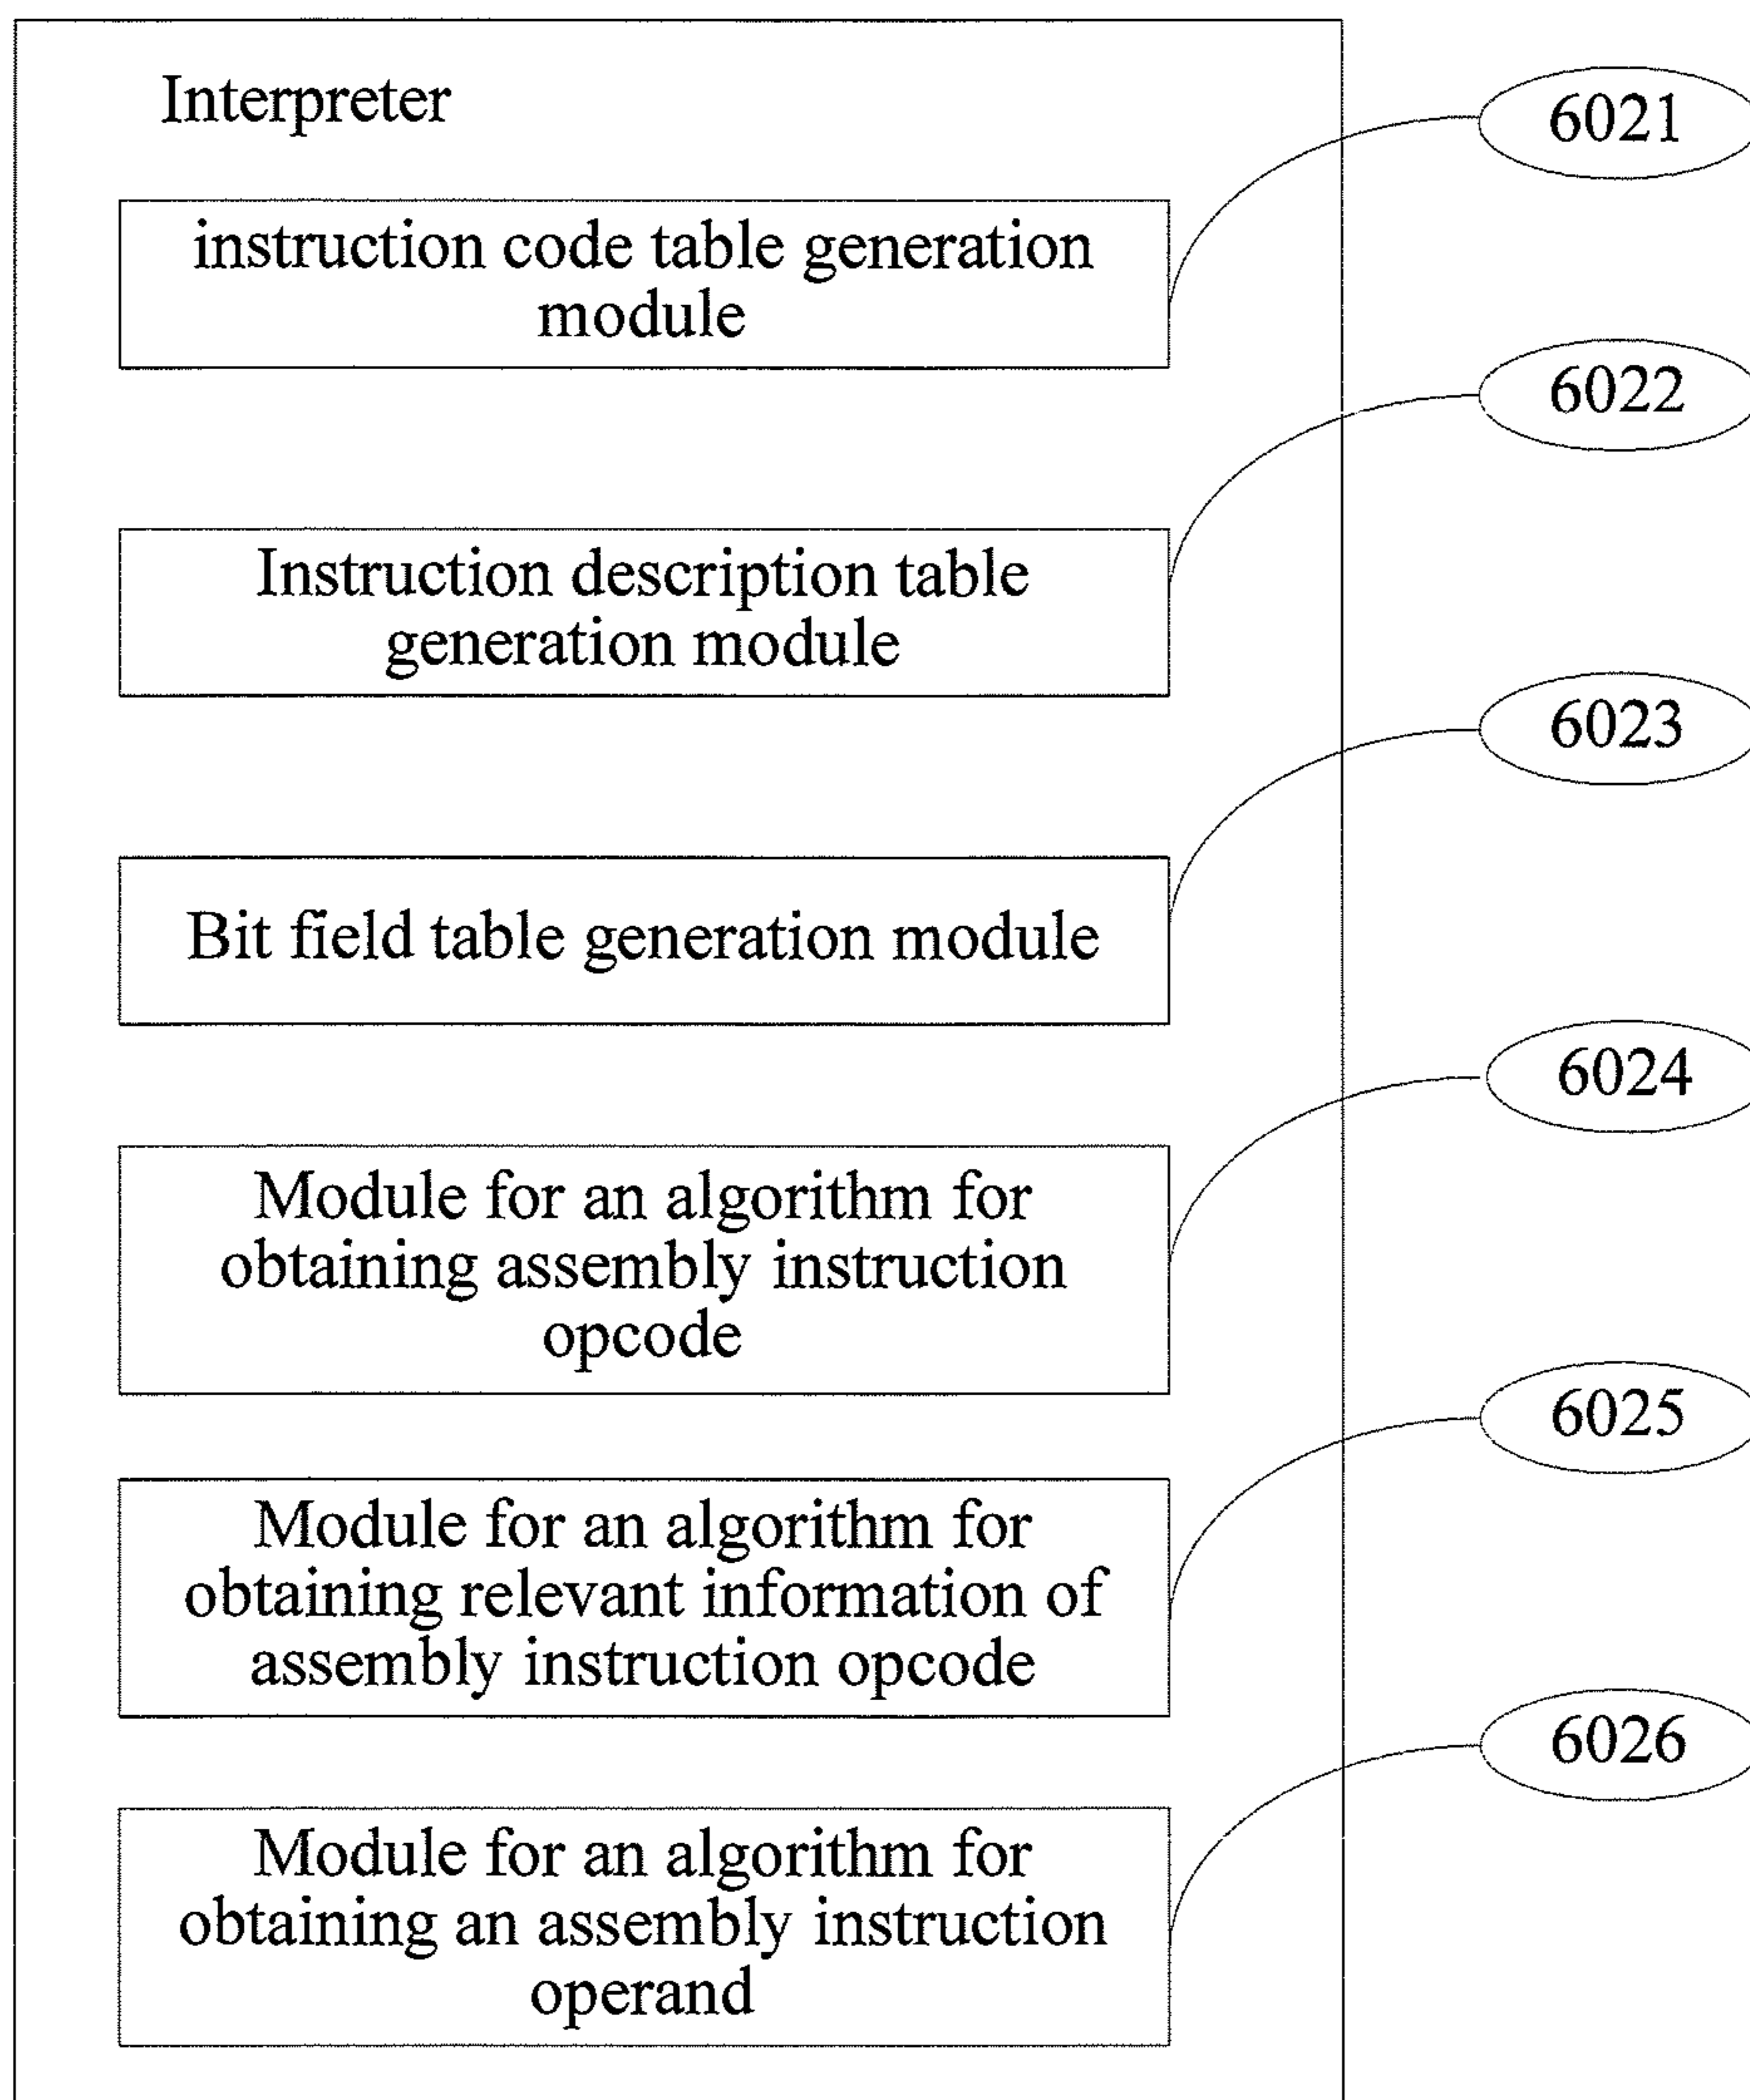 Interpreter
6021
instruction code table generation
module
6022
Instruction description table
generation module
6023
Bit field table generation module
6024
Module for an algorithm for
obtaining assembly instruction
opcode
6025
Module for an algorithm for
obtaining relevant information of
assembly instruction opcode
6026
Module for an algorithm for
obtaining an assembly instruction
operand